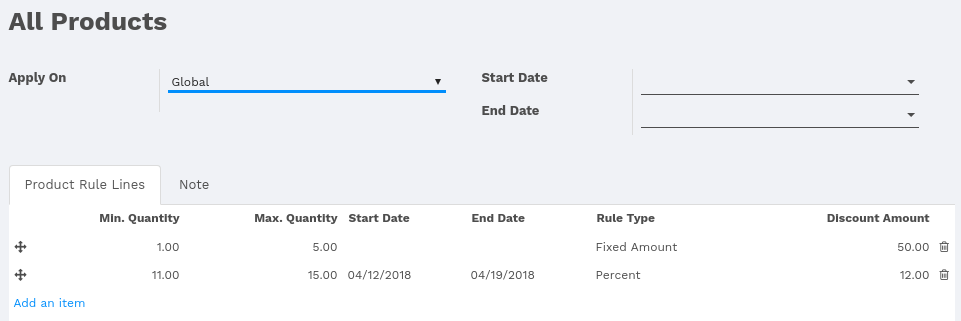 All Products
Apply On
Global
Start Date
End Date
Product Rule Lines Note
Min. Quantity Max. Quantity Start Date End Date Rule Type Discount Amount
1.00 5.00 Fixed Amount 50.00
11.00 15.00 04/12/2018 04/19/2018 Percent 12.00
Add an item